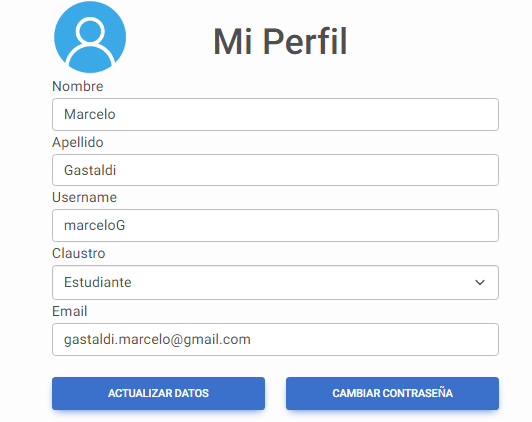 Mi Perfil
Nombre
Marcelo
Apellido
Gastaldi
Username
marceloG
Claustro
Estudiante
Email
gastaldi.marcelo@gmail.com
ACTUALIZAR DATOS
CAMBIAR CONTRASEÑA